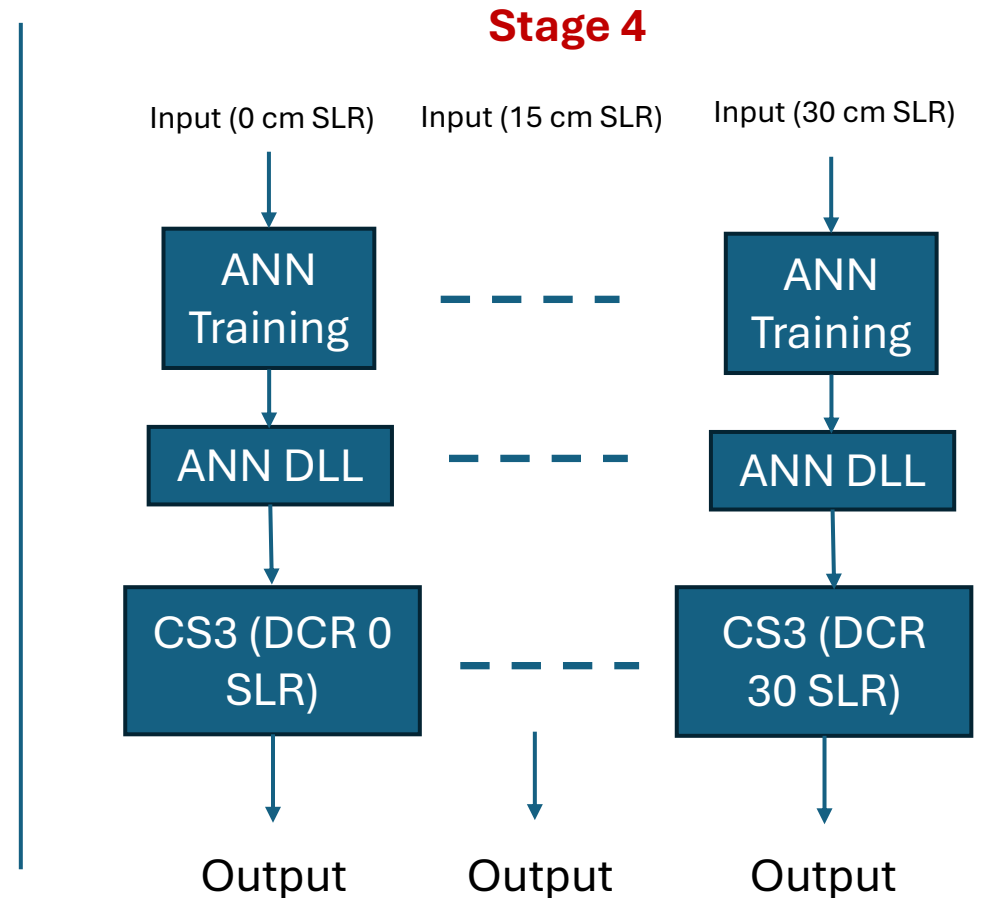 Stage 4
Input (0 cm SLR)
Input (15 cm SLR)
Input (30 cm SLR)
ANN
Training
ANN
Training
ANN DLL
ANN DLL
CS3 (DCR 0
SLR)
CS3 (DCR
30 SLR)
Output
Output
Output